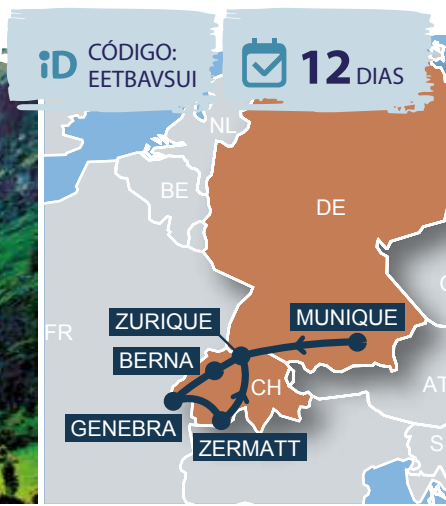 iD CÓDIGO:
EETBAVSUI
12 DIAS
NL
BE
DE
ZURIQUE
MUNIQUE
FR
BERNA
CH
AT
GENEBRA
ZERMATT